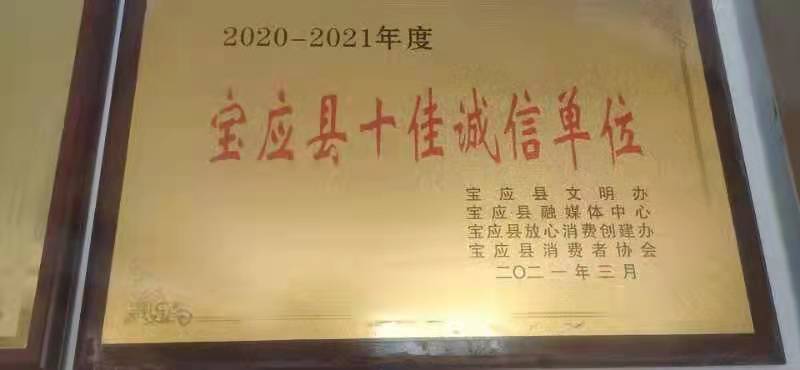 2020-2021年度
宝应县十佳诚信单位
宝应县文明办
宝应县融媒体中心
宝应县放心消费创建办
宝应县消费者协会
二〇二一年三月